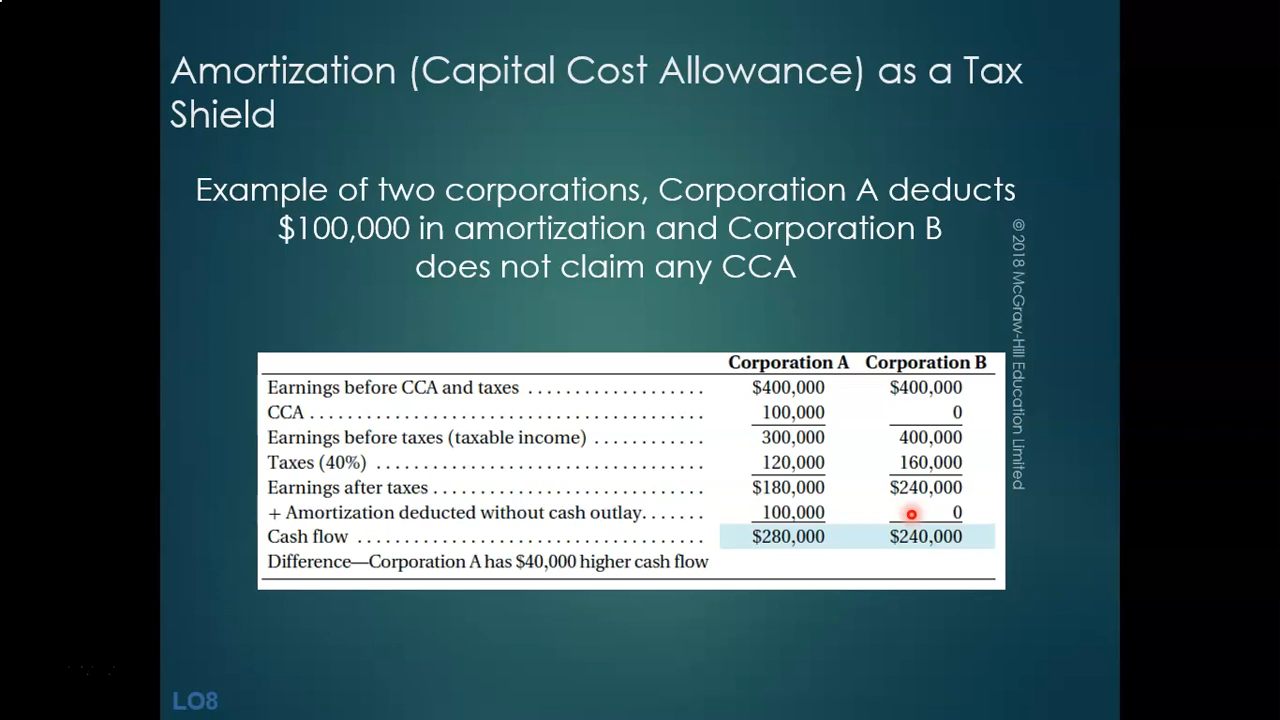 Amortization (Capital Cost Allowance) as a Tax
Shield
Example of two corporations, Corporation A deducts
$100,000 in amortization and Corporation B
does not claim any CCA
© 2018 McGraw-Hill Education Limited
Corporation A Corporation B
Earnings before CCA and taxes . . . . . . . . . . . . . . . . . . . $400,000 $400,000
CCA . . . . . . . . . . . . . . . . . . . . . . . . . . . . . . . . . . . . . . . . . . 100,000 0
Earnings before taxes (taxable income) . . . . . . . . . . . . 300,000 400,000
Taxes (40%) . . . . . . . . . . . . . . . . . . . . . . . . . . . . . . . . . . . 120,000 160,000
Earnings after taxes . . . . . . . . . . . . . . . . . . . . . . . . . . . . . $180,000 $240,000
+ Amortization deducted without cash outlay. . . . . . . 100,000 0
Cash flow . . . . . . . . . . . . . . . . . . . . . . . . . . . . . . . . . . . . . $280,000 $240,000
Difference—Corporation A has $40,000 higher cash flow
LO8